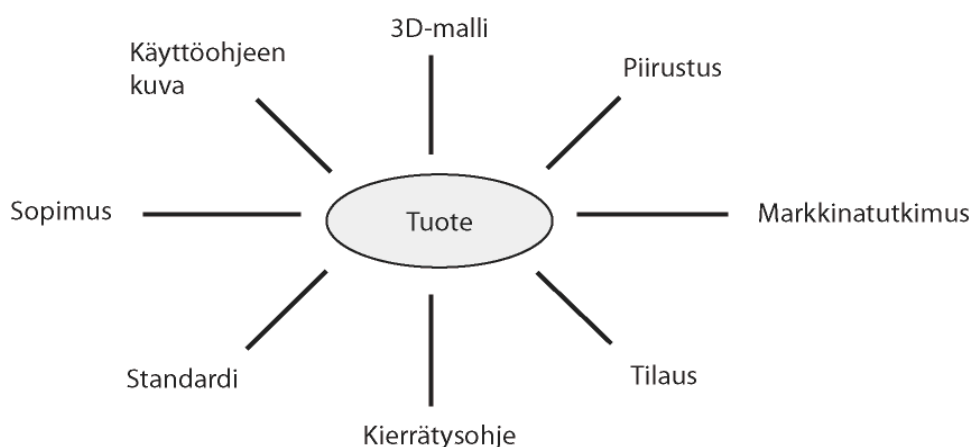 3D-malli
Käyttöohjeen
kuva
Piirustus
Sopimus
Tuote
Markkinatutkimus
Standardi
Tilaus
Kierrätysohje